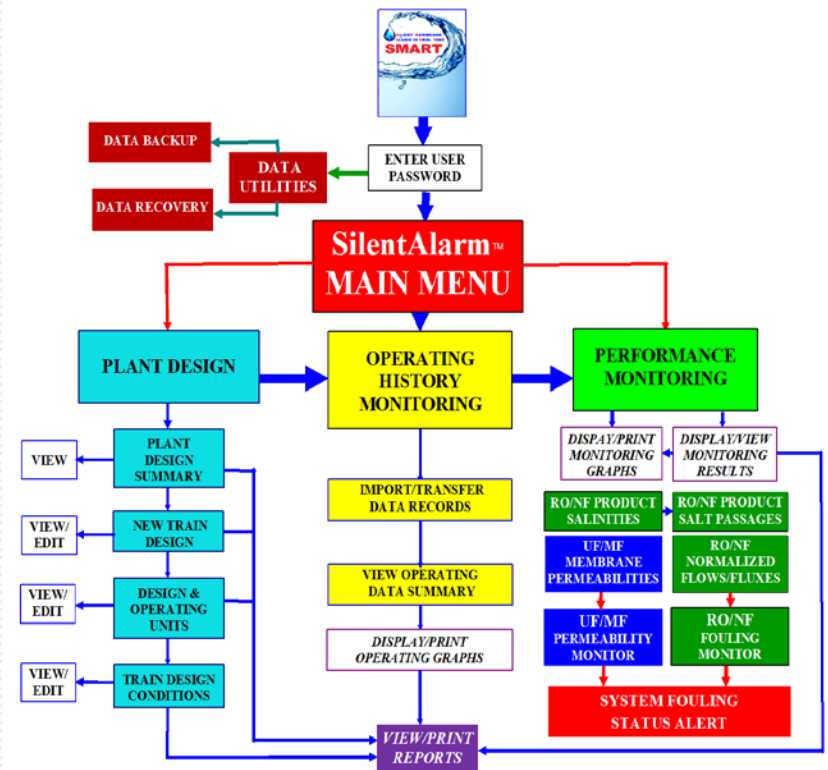 SMART
DATA BACKUP
DATA
UTILITIES
ENTER USER
PASSWORD
DATA RECOVERY
SilentAlarm™
MAIN MENU
PLANT DESIGN
OPERATING
HISTORY
MONITORING
PERFORMANCE
MONITORING
PLANT
DESIGN
SUMMARY
VIEW
NEW TRAIN
DESIGN
VIEW/
EDIT
DESIGN &
OPERATING
UNITS
VIEW/
EDIT
TRAIN DESIGN
CONDITIONS
VIEW/
EDIT
IMPORT/TRANSFER
DATA RECORDS
VIEW OPERATING
DATA SUMMARY
DISPLAY/PRINT
OPERATING GRAPHS
DISPAY/PRINT
MONITORING
GRAPHS
DISPLAY/VIEW
MONITORING
RESULTS
RO/NF PRODUCT
SALINITIES
RO/NF PRODUCT
SALT PASSAGES
UF/MF
MEMBRANE
PERMEABILITIES
RO/NF
NORMALIZED
FLOWS/FLUXES
UF/MF
PERMEABILITY
MONITOR
RO/NF
FOULING
MONITOR
SYSTEM FOULING
STATUS ALERT
VIEW/PRINT
REPORTS